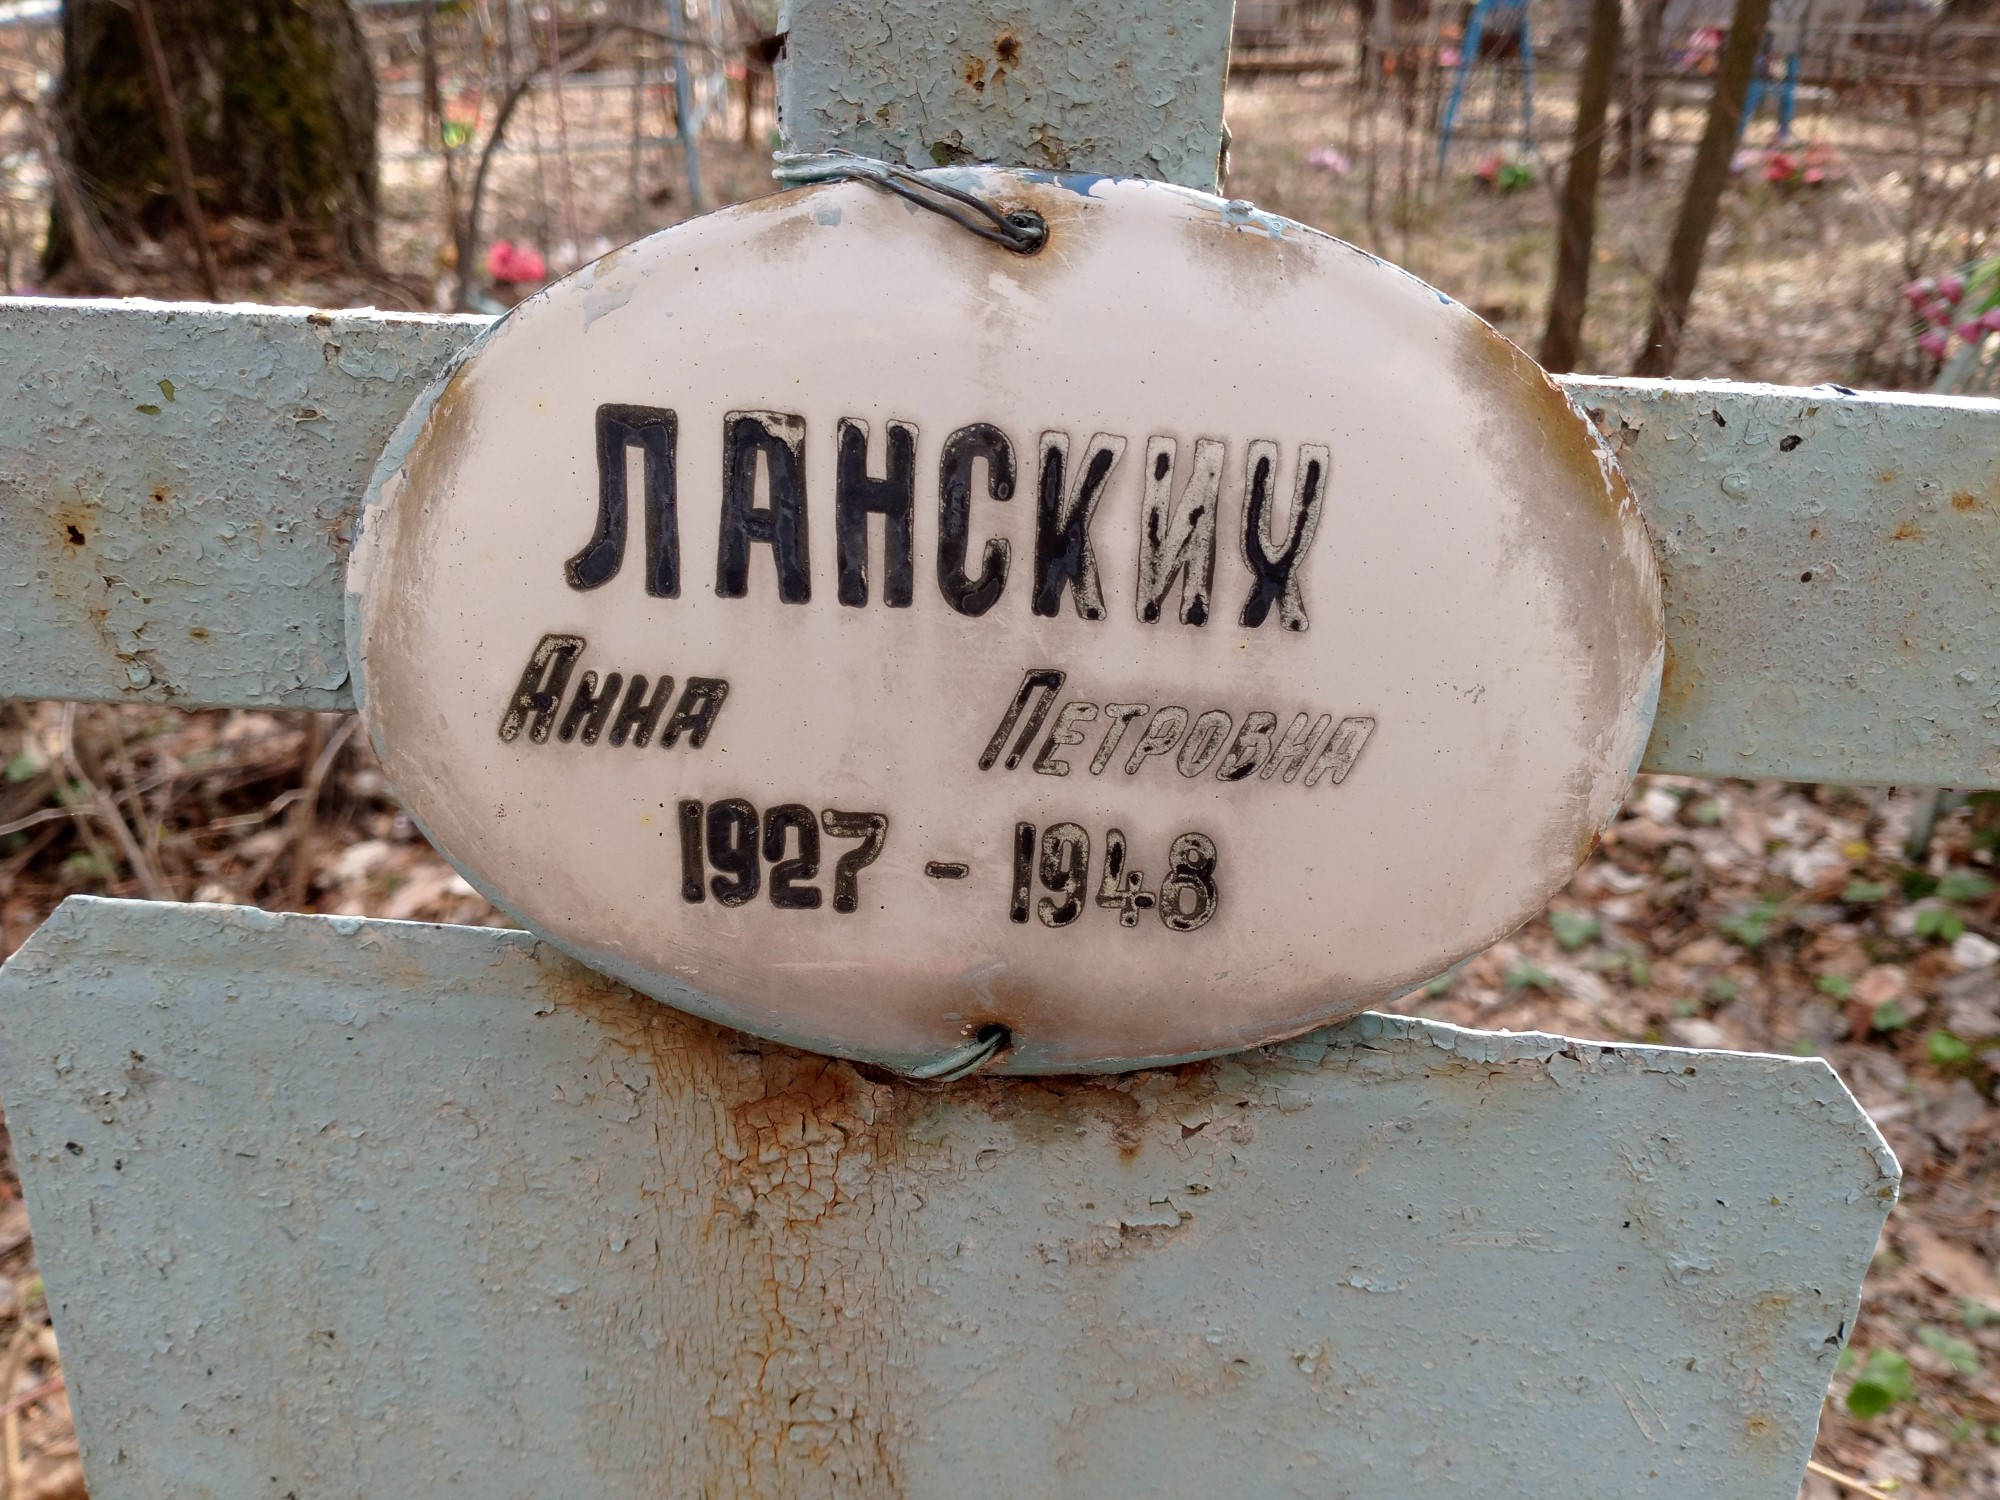 ЛАНСКИХ
Анна Петровна
1927 - 1948